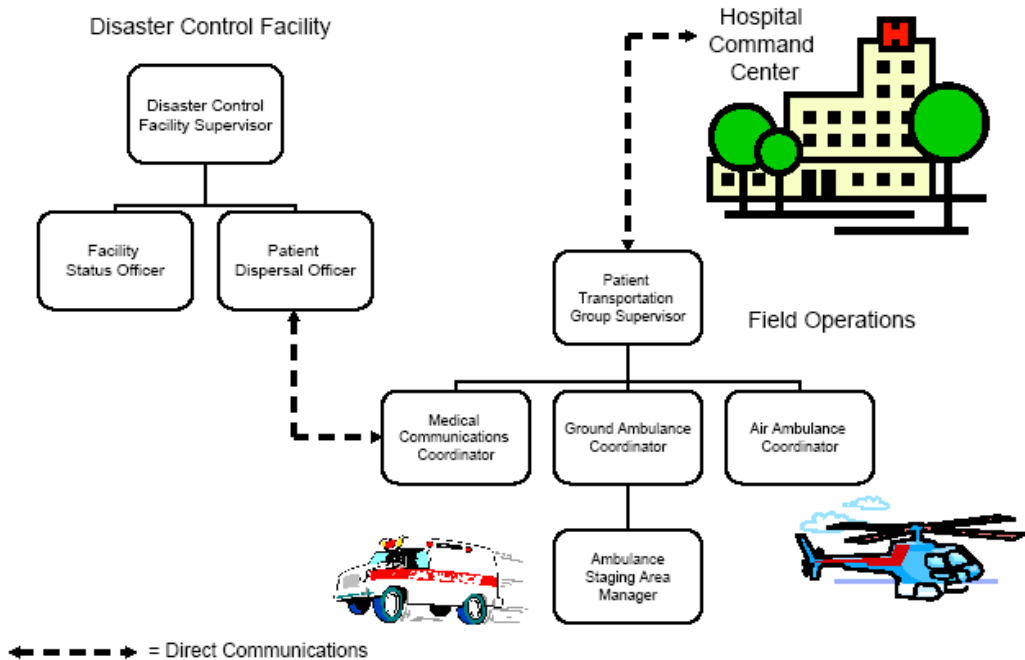 Disaster Control Facility
Hospital
Command
Center
H
Disaster Control
Facility Supervisor
Facility
Status Officer
Patient
Dispersal Officer
Patient
Transportation
Group Supervisor
Field Operations
Medical
Communications
Coordinator
Ground Ambulance
Coordinator
Air Ambulance
Coordinator
Ambulance
Staging Area
Manager
= Direct Communications